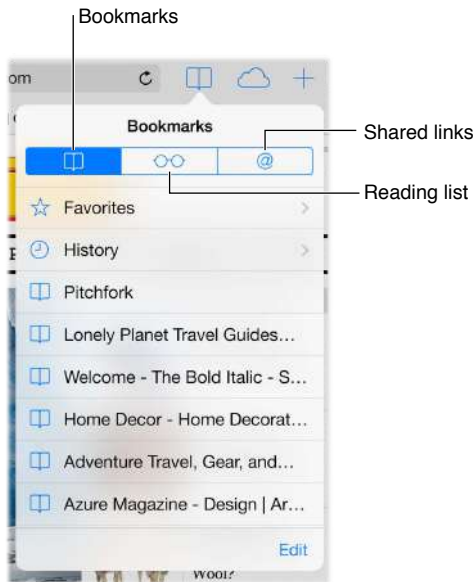 Bookmarks
om
Bookmarks
@
Shared links
Reading list
Favorites
History
Pitchfork
Lonely Planet Travel Guides...
Welcome - The Bold Italic - S...
Home Decor - Home Decorat...
Adventure Travel, Gear, and...
Azure Magazine - Design | Ar...
Edit
Wool?